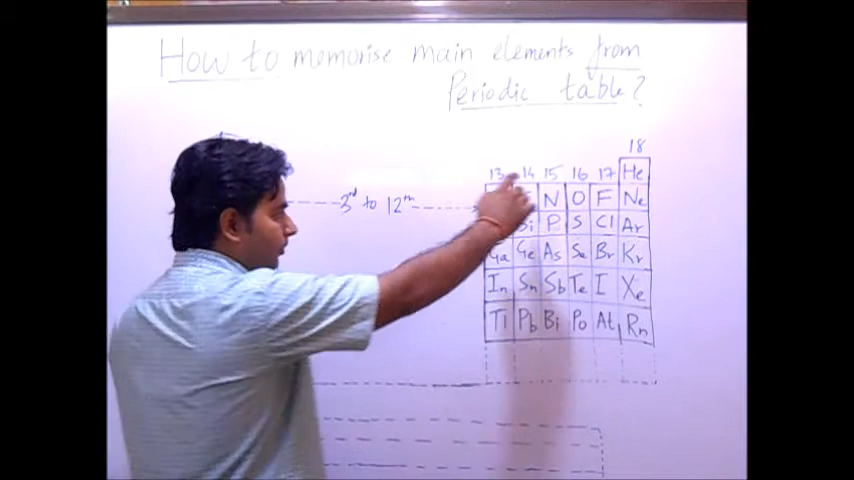 How to memorise main elements from
Periodic table?
18
13 14 15 16 17 He
3rd to 12th
N O F Ne
Si P S Cl Ar
Ga Ge As Se Br Kr
In Sn Sb Te I Xe
Tl Pb Bi Po At Rn